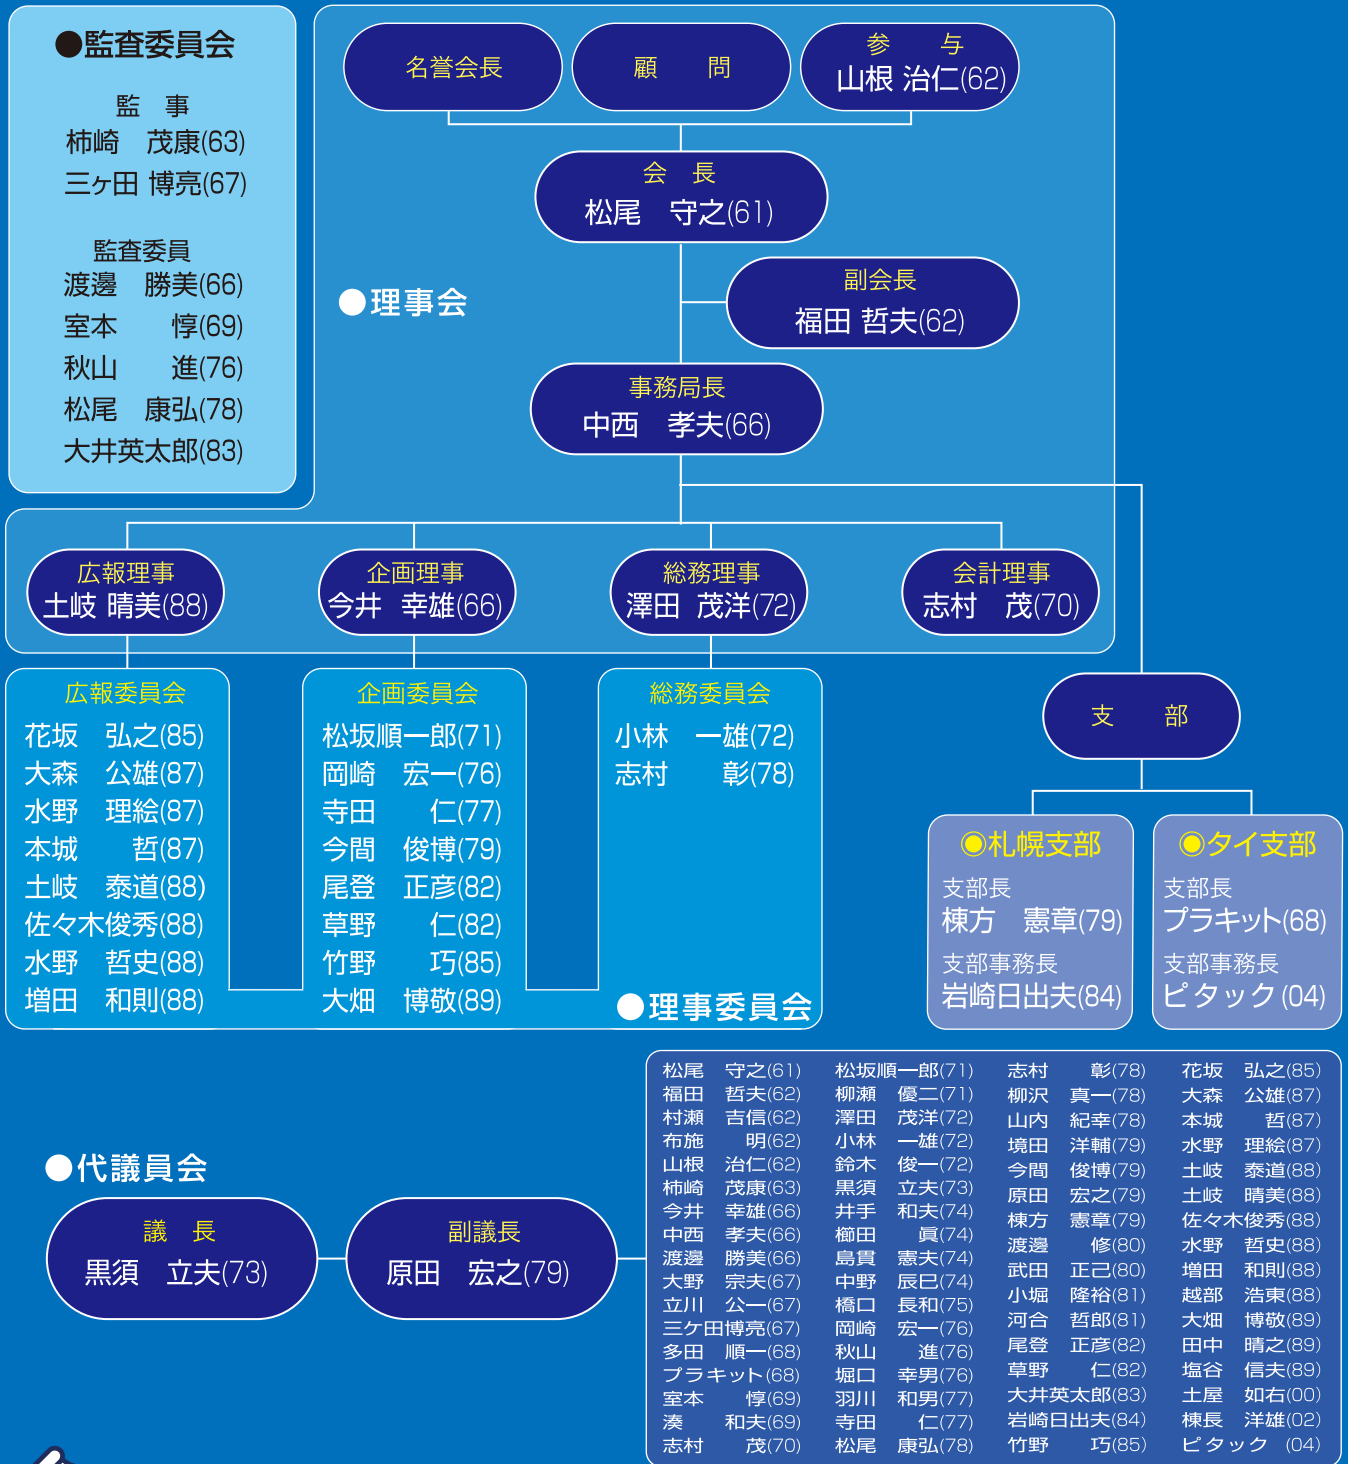 ●監査委員会
監　事
柿崎　茂康(63)
三ヶ田 博亮(67)
監査委員
渡邊　勝美(66)
室本　　惇(69)
秋山　　進(76)
松尾　康弘(78)
大井英太郎(83)
●理事会
名誉会長
顧　問
参　与
山根 治仁(62)
会　長
松尾　守之(61)
副会長
福田 哲夫(62)
事務局長
中西　孝夫(66)
広報理事
土岐 晴美(88)
企画理事
今井 幸雄(66)
総務理事
澤田 茂洋(72)
会計理事
志村　茂(70)
広報委員会
花坂　弘之(85)
大森　公雄(87)
水野　理絵(87)
本城　　哲(87)
土岐　泰道(88)
佐々木俊秀(88)
水野　哲史(88)
増田　和則(88)
企画委員会
松坂順一郎(71)
岡崎　宏一(76)
寺田　　仁(77)
今間　俊博(79)
尾登　正彦(82)
草野　　仁(82)
竹野　　巧(85)
大畑　博敬(89)
総務委員会
小林　一雄(72)
志村　　彰(78)
●理事委員会
支　部
◉札幌支部
支部長
棟方　憲章(79)
支部事務長
岩崎日出夫(84)
◉タイ支部
支部長
プラキット(68)
支部事務長
ピタック(04)
●代議員会
議　長
黒須　立夫(73)
副議長
原田　宏之(79)
松尾　守之(61)
福田　哲夫(62)
村瀬　吉信(62)
布施　　明(62)
山根　治仁(62)
柿崎　茂康(63)
今井　幸雄(66)
中西　孝夫(66)
渡邊　勝美(66)
大野　宗夫(67)
立川　公一(67)
三ケ田博亮(67)
多田　順一(68)
プラキット(68)
室本　　惇(69)
湊　　和夫(69)
志村　　茂(70)
松坂順一郎(71)
柳瀬　優二(71)
澤田　茂洋(72)
小林　一雄(72)
鈴木　俊一(72)
黒須　立夫(73)
井手　和夫(74)
櫛田　　眞(74)
島貫　憲夫(74)
中野　辰巳(74)
橋口　長和(75)
岡崎　宏一(76)
秋山　　進(76)
堀口　幸男(76)
羽川　和男(77)
寺田　　仁(77)
松尾　康弘(78)
志村　　彰(78)
柳沢　真一(78)
山内　紀幸(78)
境田　洋輔(79)
今間　俊博(79)
原田　宏之(79)
棟方　憲章(79)
渡邊　　修(80)
武田　正己(80)
小堀　隆裕(81)
河合　哲郎(81)
尾登　正彦(82)
草野　　仁(82)
大井英太郎(83)
岩崎日出夫(84)
竹野　　巧(85)
花坂　弘之(85)
大森　公雄(87)
本城　　哲(87)
水野　理絵(87)
土岐　泰道(88)
土岐　晴美(88)
佐々木俊秀(88)
水野　哲史(88)
増田　和則(88)
越部　浩東(88)
大畑　博敬(89)
田中　晴之(89)
塩谷　信夫(89)
土屋　如右(00)
棟長　洋雄(02)
ピタック (04)